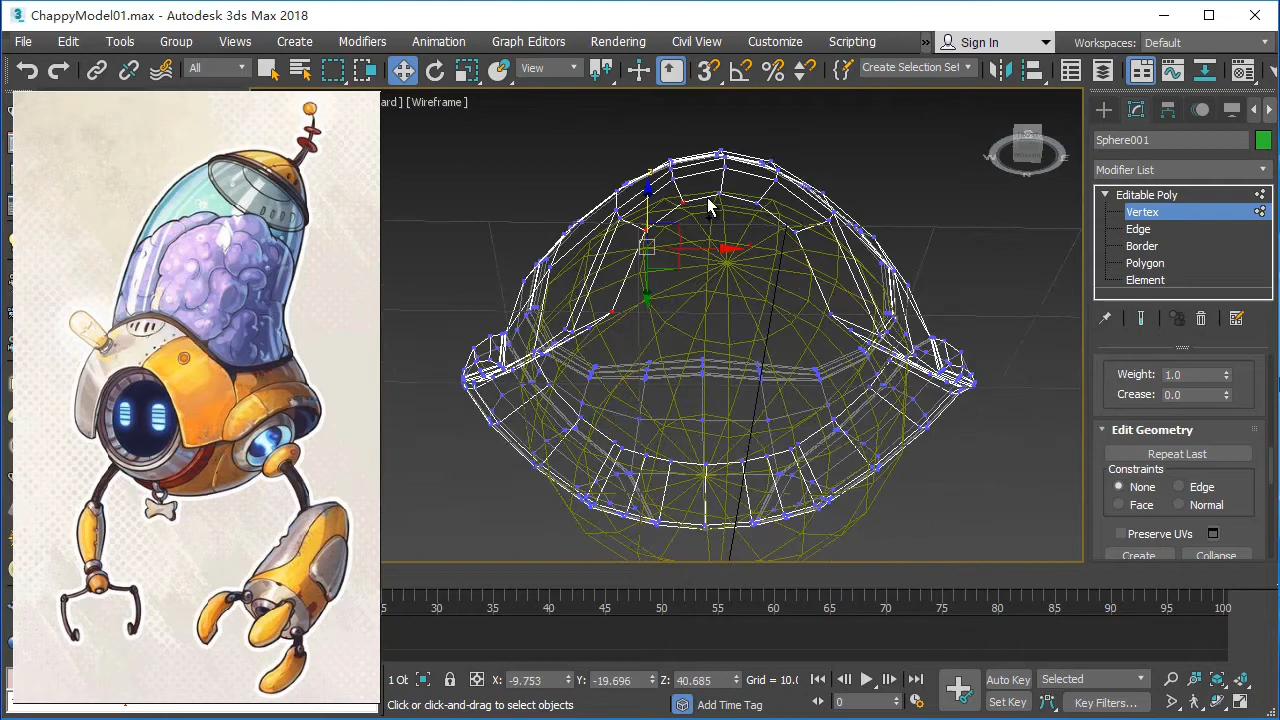 ChappyModel01.max - Autodesk 3ds Max 2018
File Edit Tools Group Views Create Modifiers Animation Graph Editors Rendering Civil View Customize Scripting » Sign In Workspaces: Default
All View Create Selection Set
ard ] [Wireframe ]
W E N
Sphere001
Modifier List
Editable Poly
Vertex
Edge
Border
Polygon
Element
Weight: 1.0
Crease: 0.0
Edit Geometry
Repeat Last
Constraints
None Edge
Face Normal
Preserve UVs
Create Collapse
25 30 35 40 45 50 55 60 65 70 75 80 85 90 95 100
1 Ot X: -9.753 Y: -19.696 Z: 40.685 Grid = 10.0 Auto Key Selected
Click or click-and-drag to select objects Add Time Tag 0 Set Key Key Filters...